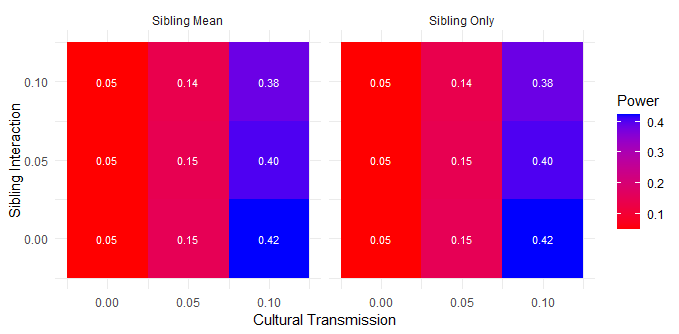 Sibling Mean Sibling Only
Power
Sibling Interaction
0.10 0.05 0.14 0.38 0.05 0.14 0.38
0.05 0.05 0.15 0.40 0.05 0.15 0.40
0.00 0.05 0.15 0.42 0.05 0.15 0.42
0.4
0.3
0.2
0.1
0.00 0.05 0.10 0.00 0.05 0.10
Cultural Transmission